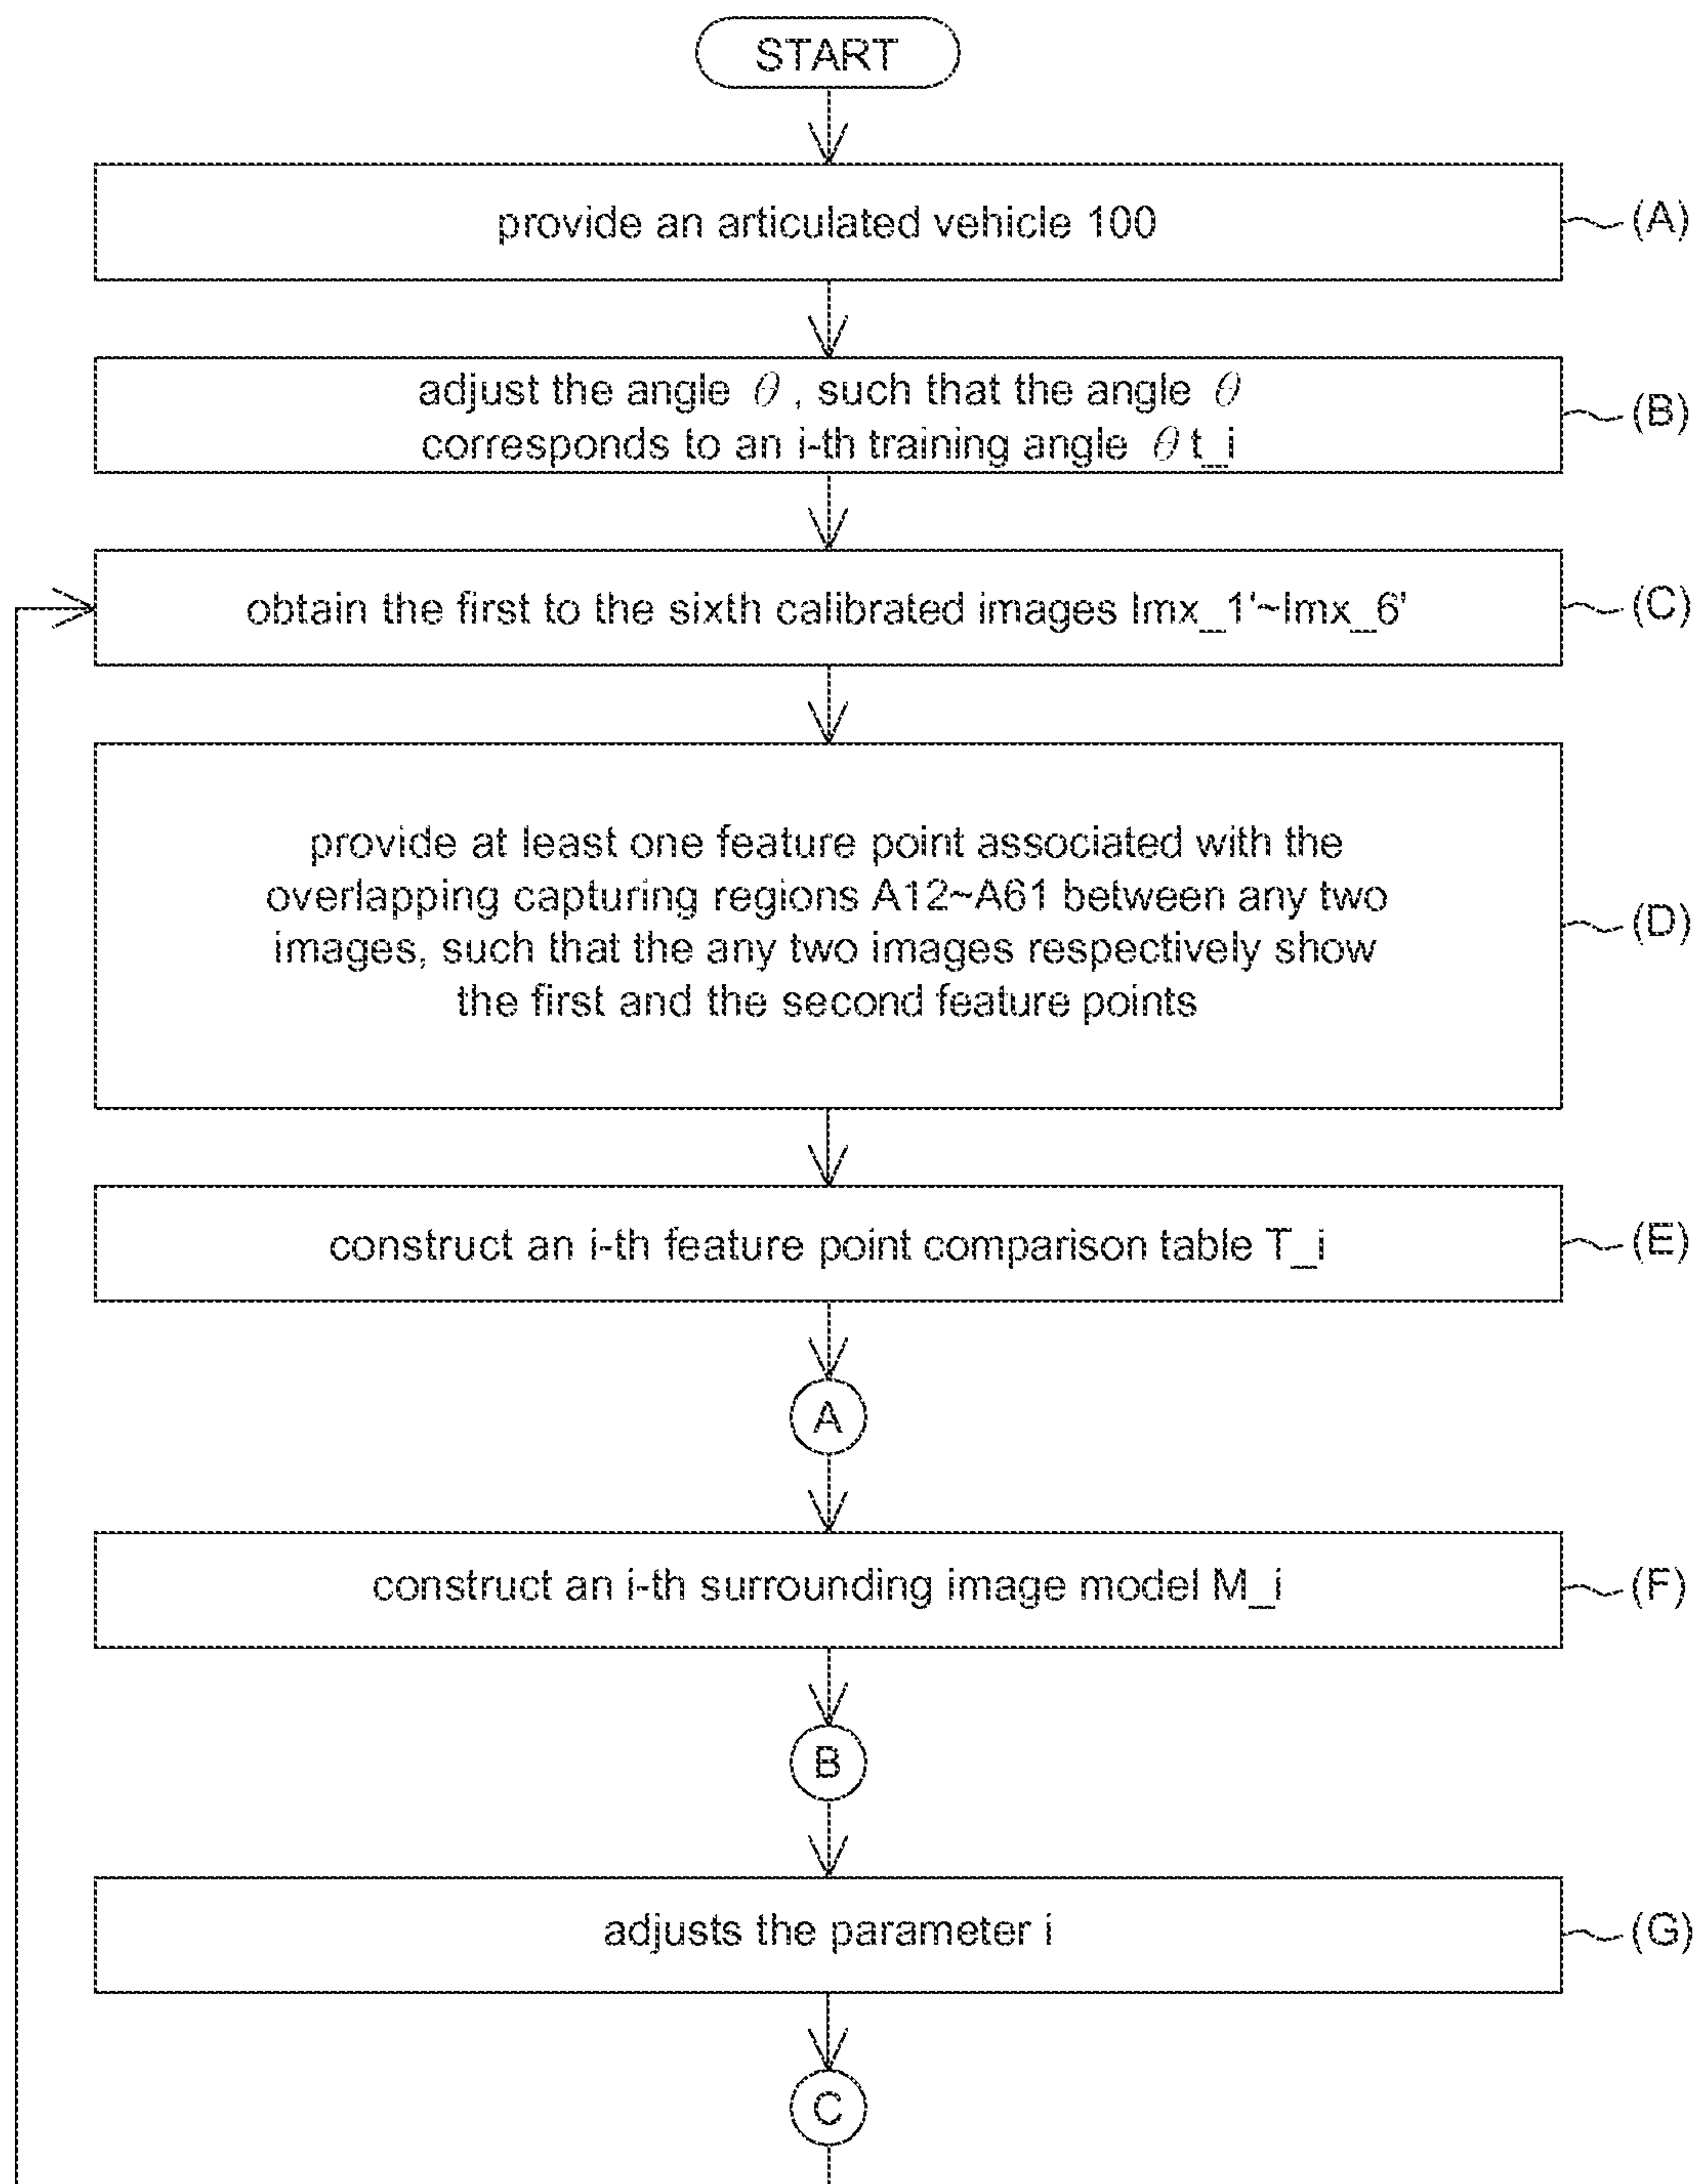 START
provide an articulated vehicle 100
(A)
adjust the angle θ, such that the angle θ
corresponds to an i-th training angle θt_i
(B)
obtain the first to the sixth calibrated images Imx_1'~Imx_6'
(C)
provide at least one feature point associated with the
overlapping capturing regions A12~A61 between any two
images, such that the any two images respectively show
the first and the second feature points
(D)
construct an i-th feature point comparison table T_i
(E)
A
construct an i-th surrounding image model M_i
(F)
B
adjusts the parameter i
(G)
C